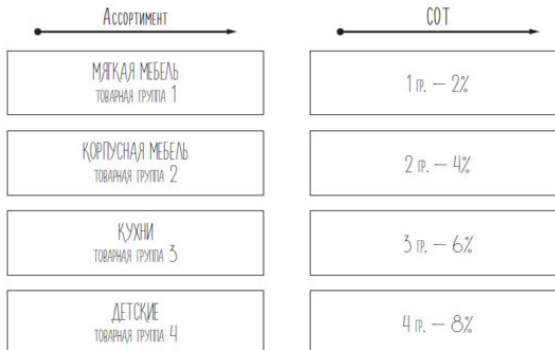 Ассортимент
СОТ
МЯГКАЯ МЕБЕЛЬ
ТОВАРНАЯ ГРУППА 1
1 ГР. — 2%
КОРПУСНАЯ МЕБЕЛЬ
ТОВАРНАЯ ГРУППА 2
2 ГР. — 4%
КУХНИ
ТОВАРНАЯ ГРУППА 3
3 ГР. — 6%
ДЕТСКИЕ
ТОВАРНАЯ ГРУППА 4
4 ГР. — 8%